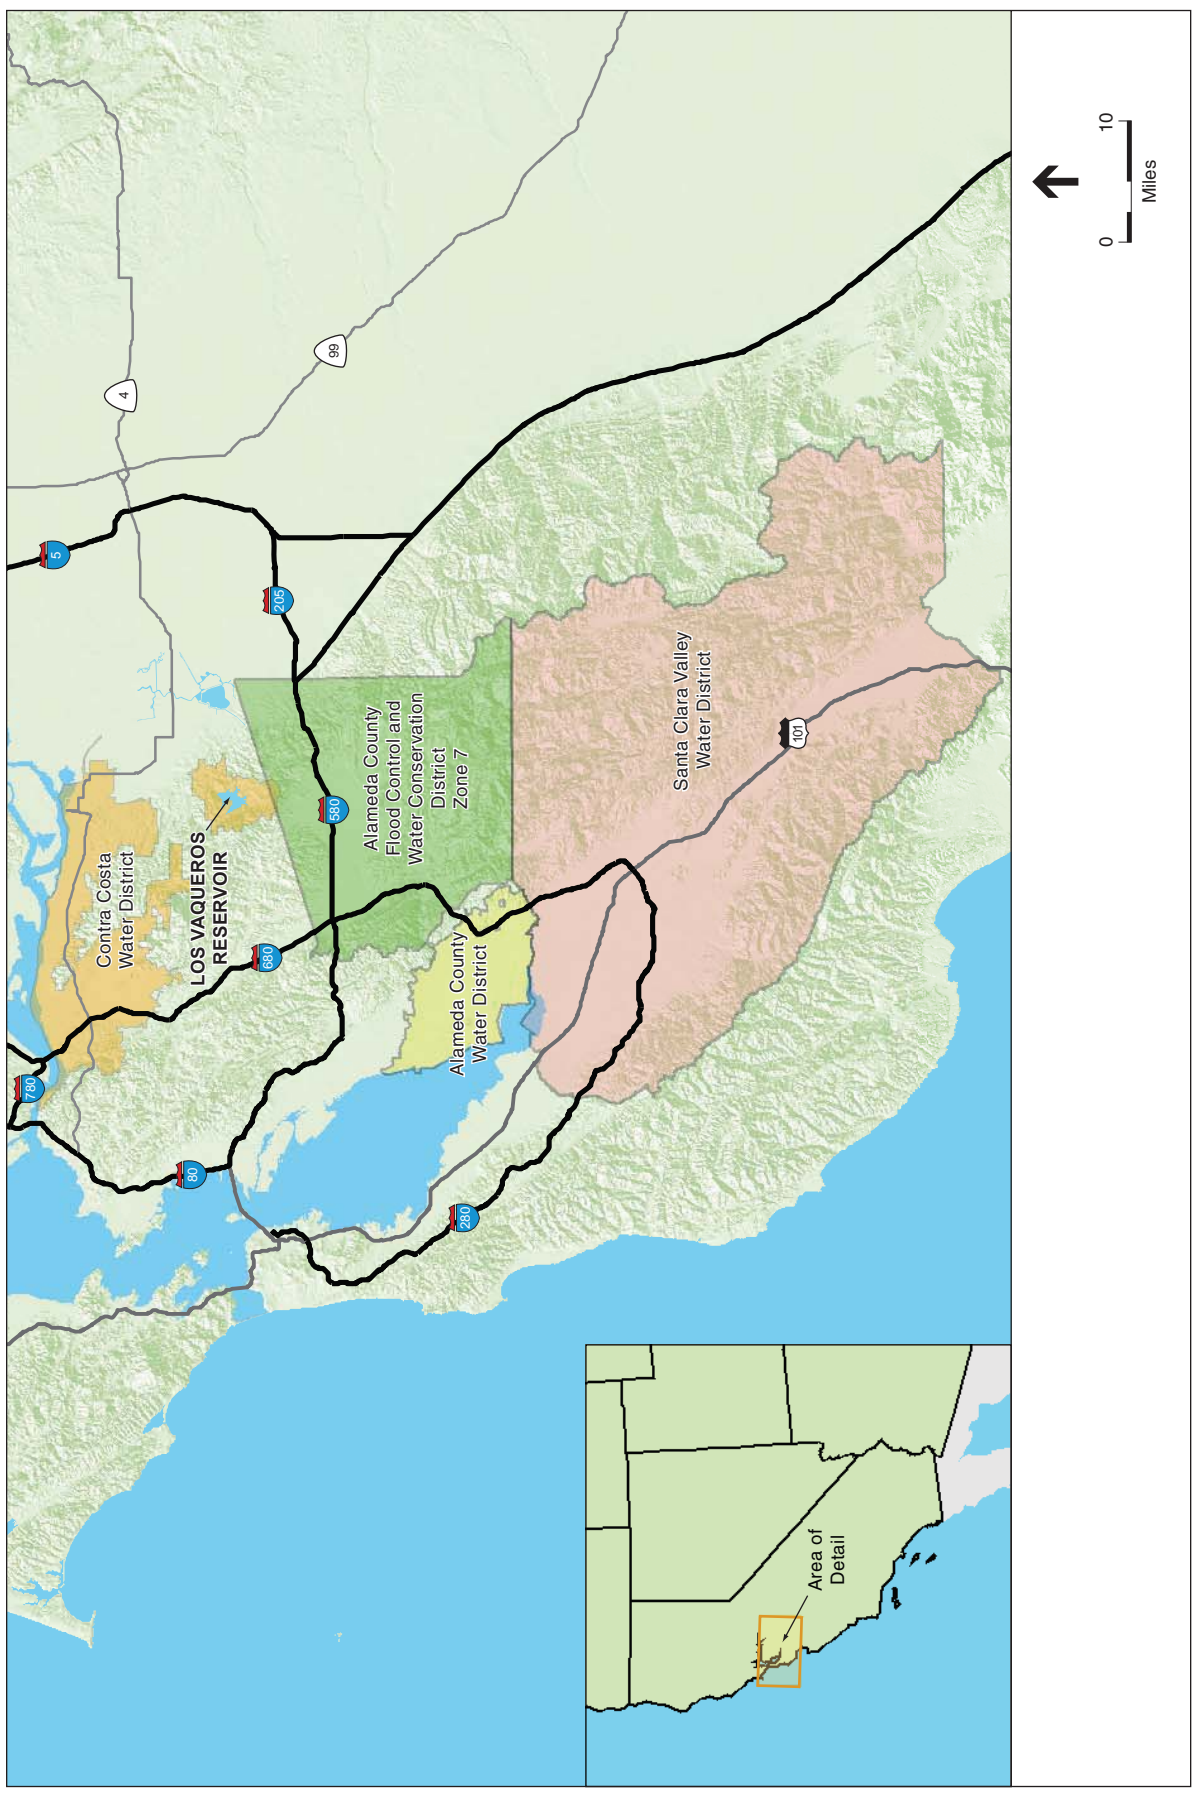 780
80
680
5
4
99
205
580
280
101
Contra Costa
Water District
LOS VAQUEROS
RESERVOIR
Alameda County
Flood Control and
Water Conservation
District
Zone 7
Alameda County
Water District
Santa Clara Valley
Water District
Area of
Detail
0
10
Miles